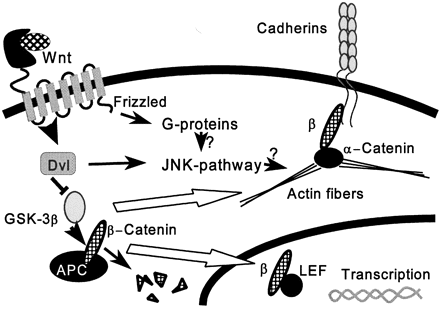 Cadherins
Wnt
Frizzled
G-proteins
?
β
α-Catenin
Dvl
JNK-pathway
?
Actin fibers
GSK-3β
β-Catenin
APC
β
LEF
Transcription